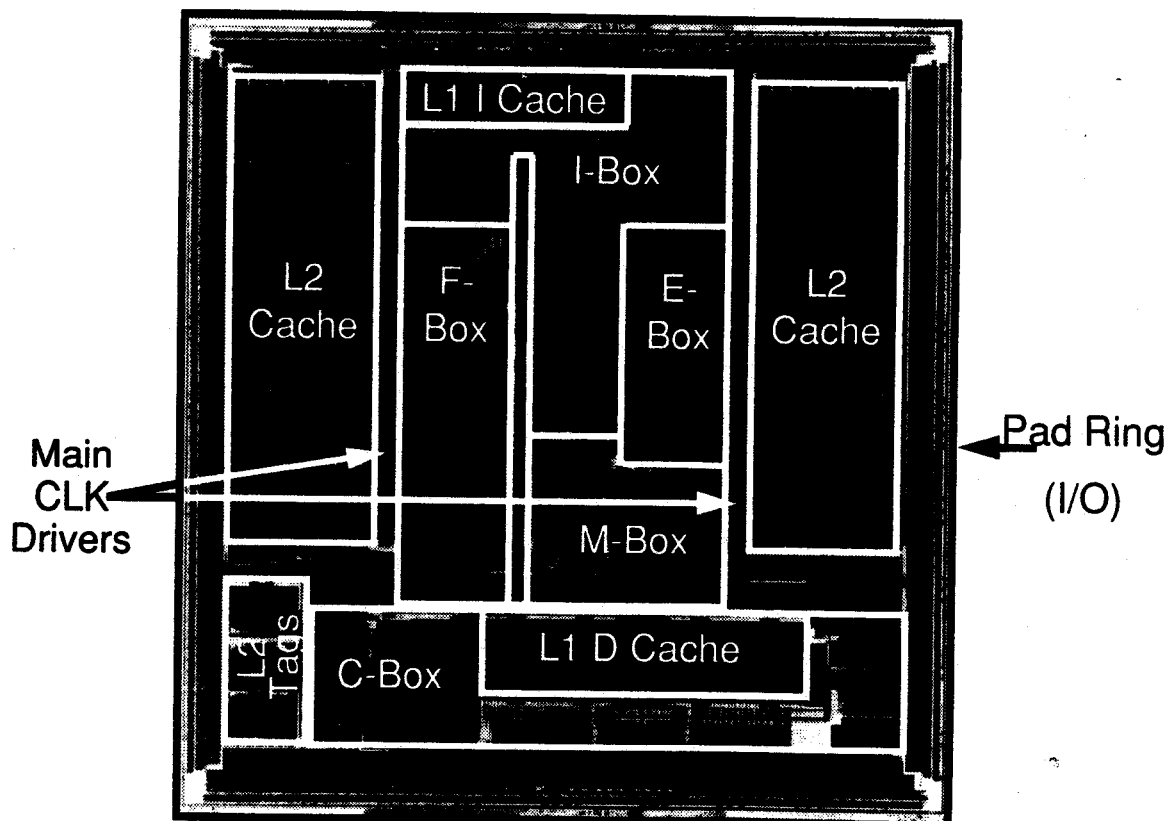 L1 I Cache
I-Box
L2
Cache
F-
Box
E-
Box
L2
Cache
Main
CLK
Drivers
Pad Ring
(I/O)
M-Box
L2
Tags
C-Box
L1 D Cache